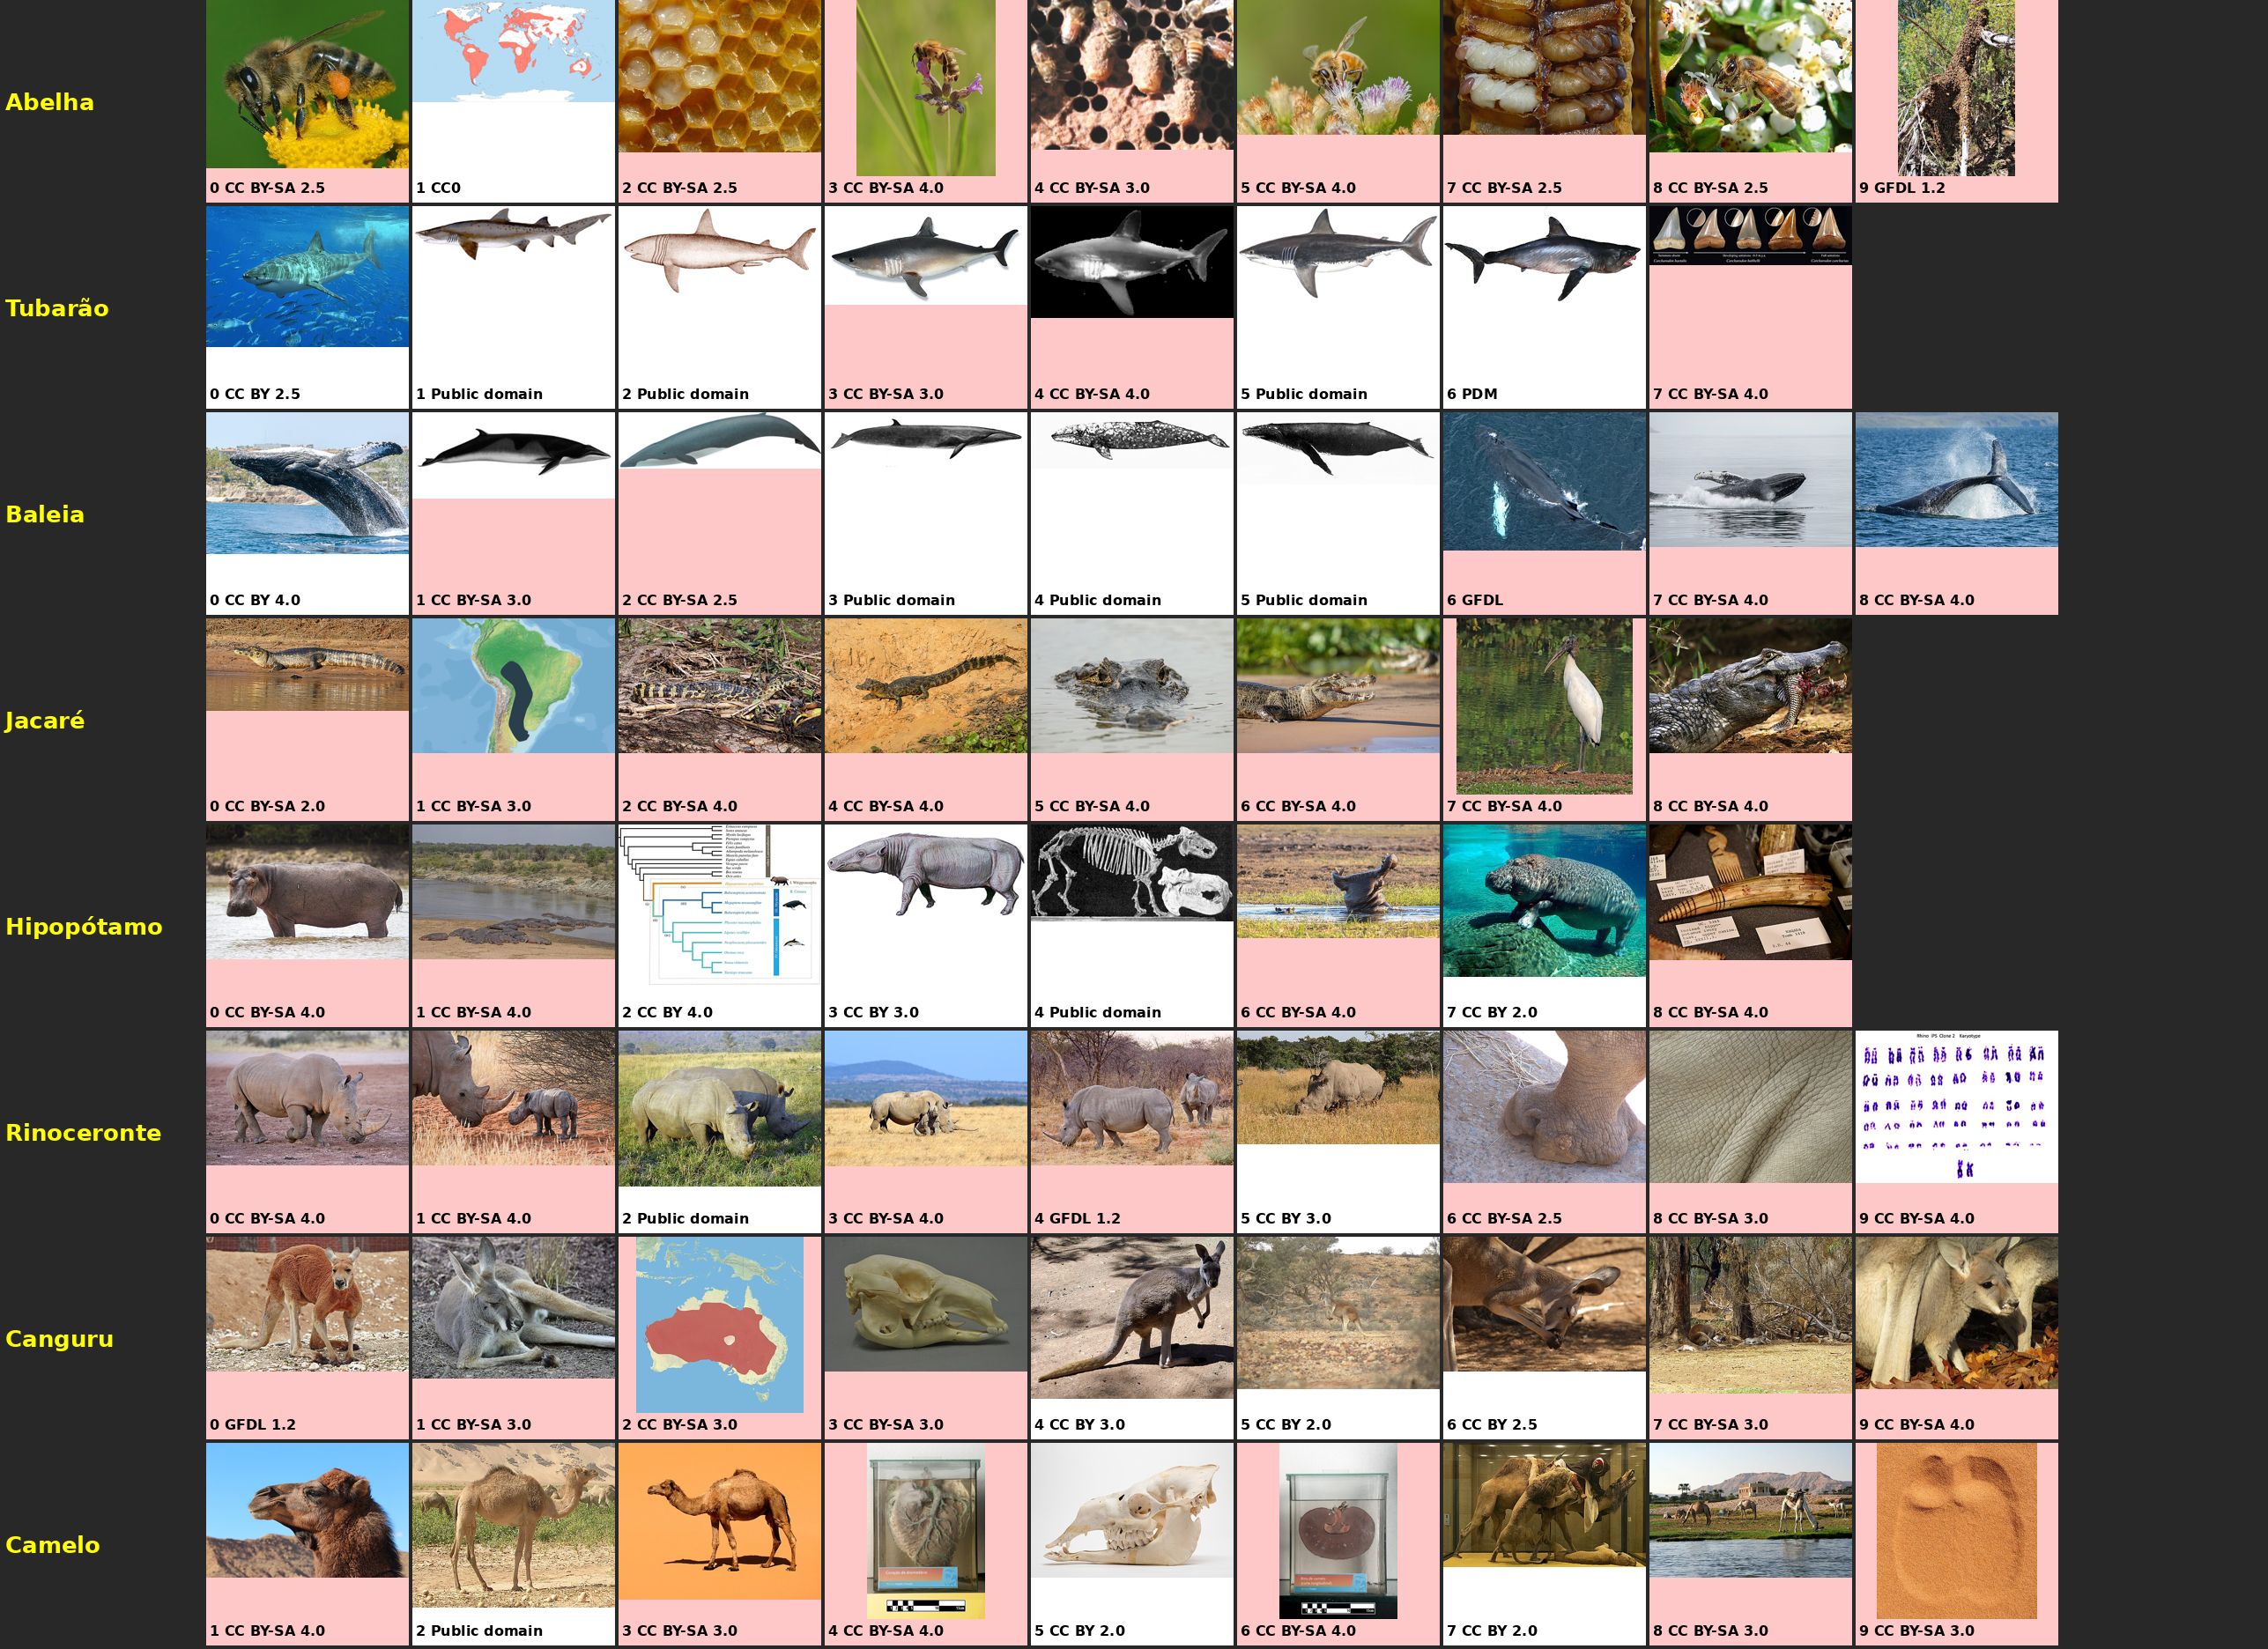 Abelha
0 CC BY-SA 2.5
1 CC0
2 CC BY-SA 2.5
3 CC BY-SA 4.0
4 CC BY-SA 3.0
5 CC BY-SA 4.0
7 CC BY-SA 2.5
8 CC BY-SA 2.5
9 GFDL 1.2
Tubarão
0 CC BY 2.5
1 Public domain
2 Public domain
3 CC BY-SA 3.0
4 CC BY-SA 4.0
5 Public domain
6 PDM
7 CC BY-SA 4.0
Baleia
0 CC BY 4.0
1 CC BY-SA 3.0
2 CC BY-SA 2.5
3 Public domain
4 Public domain
5 Public domain
6 GFDL
7 CC BY-SA 4.0
8 CC BY-SA 4.0
Jacaré
0 CC BY-SA 2.0
1 CC BY-SA 3.0
2 CC BY-SA 4.0
4 CC BY-SA 4.0
5 CC BY-SA 4.0
6 CC BY-SA 4.0
7 CC BY-SA 4.0
8 CC BY-SA 4.0
Hipopótamo
0 CC BY-SA 4.0
1 CC BY-SA 4.0
2 CC BY 4.0
3 CC BY 3.0
4 Public domain
6 CC BY-SA 4.0
7 CC BY 2.0
8 CC BY-SA 4.0
Rinoceronte
Rhino iPS Clone 2 Karyotype
0 CC BY-SA 4.0
1 CC BY-SA 4.0
2 Public domain
3 CC BY-SA 4.0
4 GFDL 1.2
5 CC BY 3.0
6 CC BY-SA 2.5
8 CC BY-SA 3.0
9 CC BY-SA 4.0
Canguru
0 GFDL 1.2
1 CC BY-SA 3.0
2 CC BY-SA 3.0
3 CC BY-SA 3.0
4 CC BY 3.0
5 CC BY 2.0
6 CC BY 2.5
7 CC BY-SA 3.0
9 CC BY-SA 4.0
Camelo
1 CC BY-SA 4.0
2 Public domain
3 CC BY-SA 3.0
4 CC BY-SA 4.0
5 CC BY 2.0
6 CC BY-SA 4.0
7 CC BY 2.0
8 CC BY-SA 3.0
9 CC BY-SA 3.0